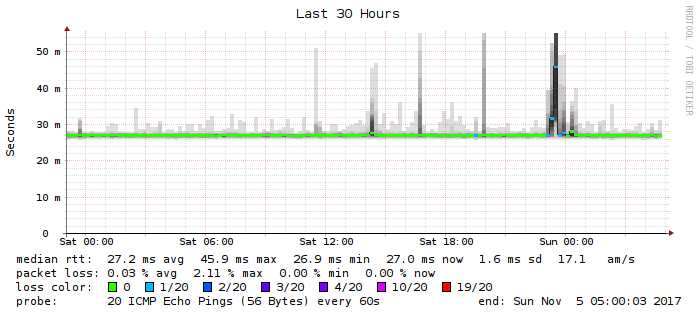 Last 30 Hours
RRDTOOL / TOBI OETIKER
Seconds
50 m
40 m
30 m
20 m
10 m
0
Sat 00:00 Sat 06:00 Sat 12:00 Sat 18:00 Sun 00:00
median rtt: 27.2 ms avg 45.9 ms max 26.9 ms min 27.0 ms now 1.6 ms sd 17.1 am/s
packet loss: 0.03 % avg 2.11 % max 0.00 % min 0.00 % now
loss color: 0 1/20 2/20 3/20 4/20 10/20 19/20
probe: 20 ICMP Echo Pings (56 Bytes) every 60s end: Sun Nov 5 05:00:03 2017